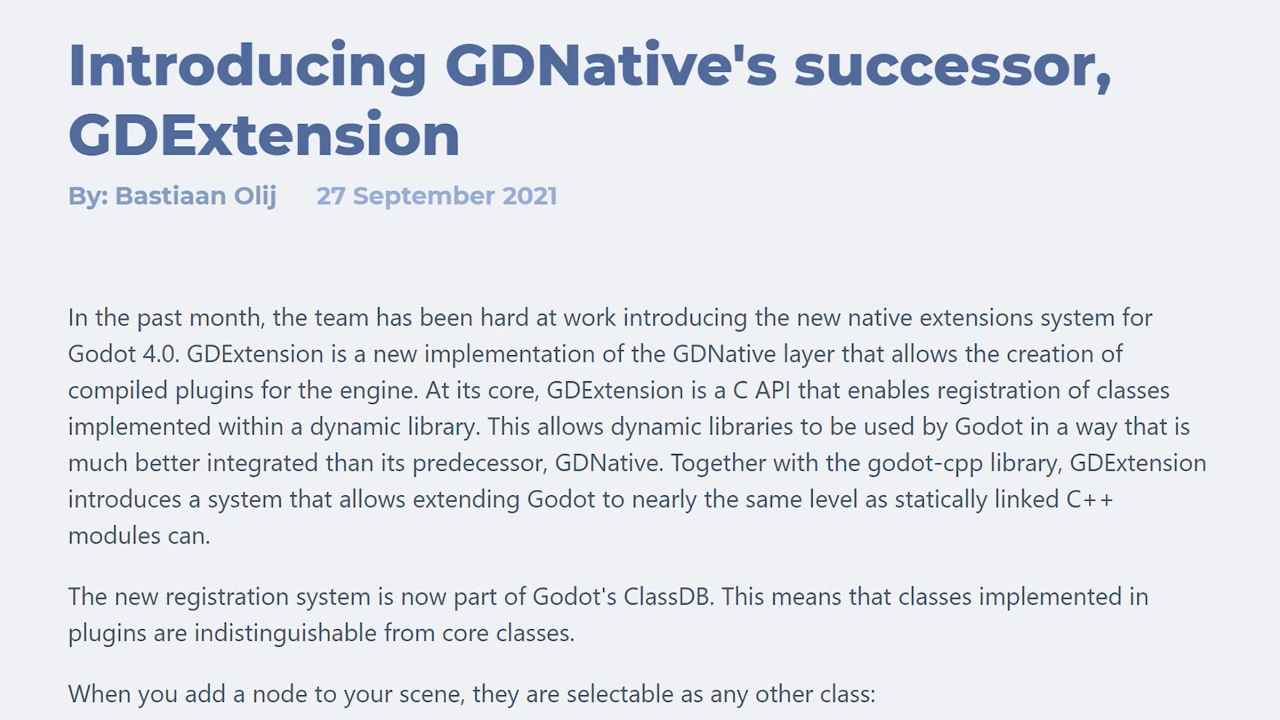 Introducing GDNative's successor,
GDExtension
By: Bastiaan Olij 27 September 2021
In the past month, the team has been hard at work introducing the new native extensions system for
Godot 4.0. GDExtension is a new implementation of the GDNative layer that allows the creation of
compiled plugins for the engine. At its core, GDExtension is a C API that enables registration of classes
implemented within a dynamic library. This allows dynamic libraries to be used by Godot in a way that is
much better integrated than its predecessor, GDNative. Together with the godot-cpp library, GDExtension
introduces a system that allows extending Godot to nearly the same level as statically linked C++
modules can.
The new registration system is now part of Godot's ClassDB. This means that classes implemented in
plugins are indistinguishable from core classes.
When you add a node to your scene, they are selectable as any other class: